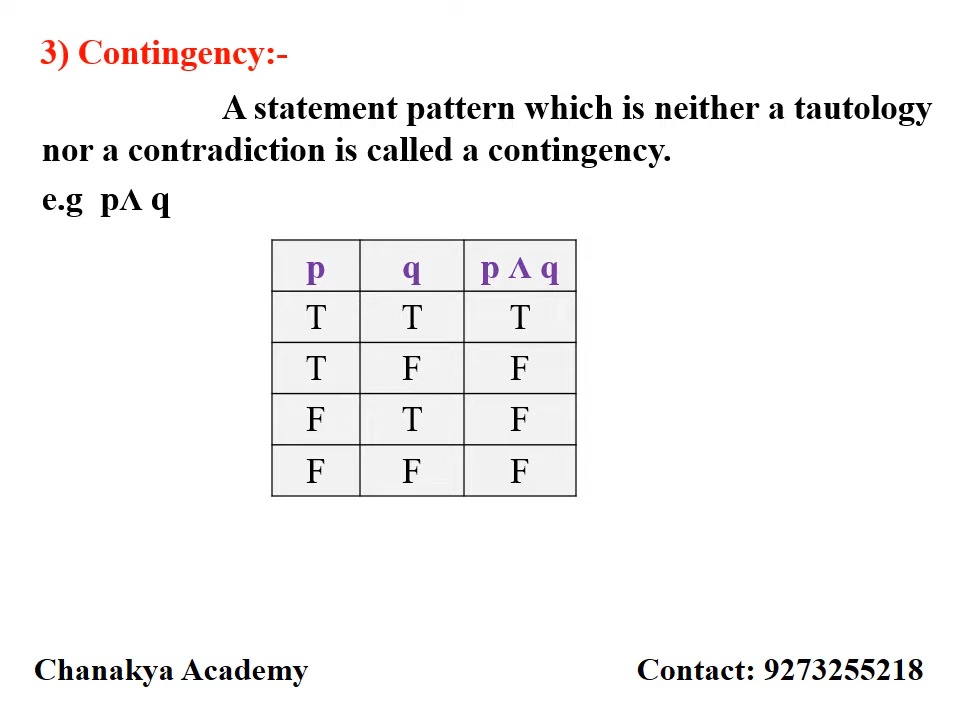 3) Contingency:-
A statement pattern which is neither a tautology
nor a contradiction is called a contingency.
e.g pΛ q
p q p Λ q
T T T
T F F
F T F
F F F
Chanakya Academy Contact: 9273255218